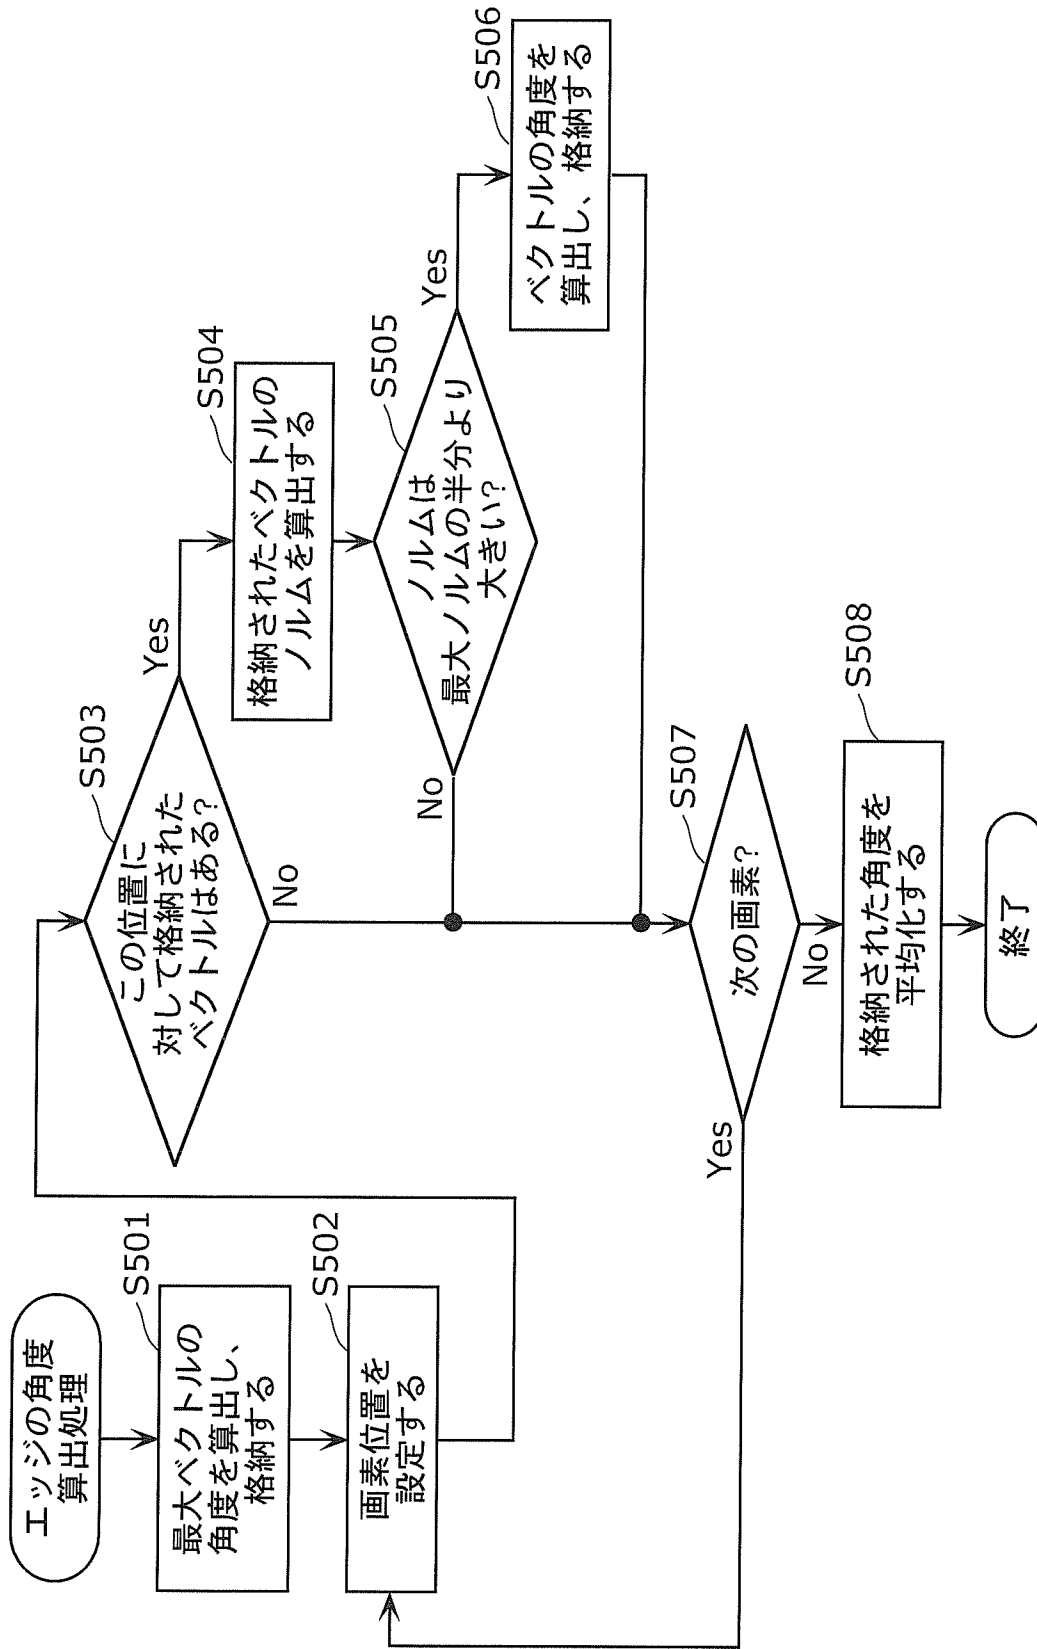 エッジの角度
算出処理
S501
最大ベクトルの
角度を算出し、
格納する
S502
画素位置を
設定する
S503
この位置に
対して格納された
ベクトルはある?
Yes
No
S504
格納されたベクトルの
ノルムを算出する
S505
ノルムは
最大ノルムの半分より
大きい?
Yes
No
S506
ベクトルの角度を
算出し、格納する
S507
次の画素?
Yes
No
S508
格納された角度を
平均化する
終了